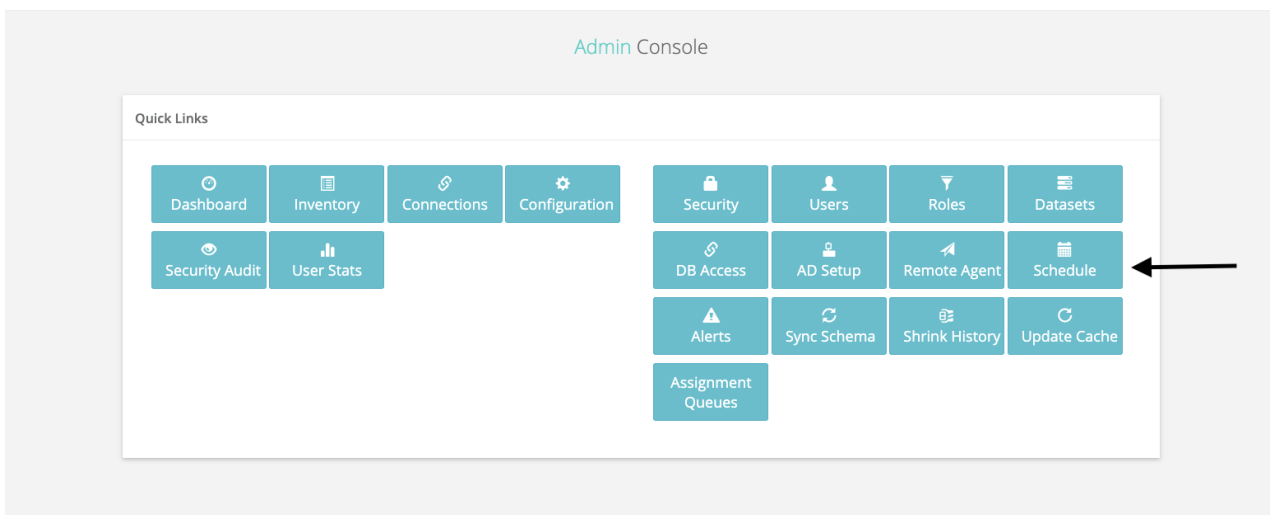 Admin Console
Quick Links
Dashboard
Inventory
Connections
Configuration
Security Audit
User Stats
Security
Users
Roles
Datasets
DB Access
AD Setup
Remote Agent
Schedule
Alerts
Sync Schema
Shrink History
Update Cache
Assignment
Queues